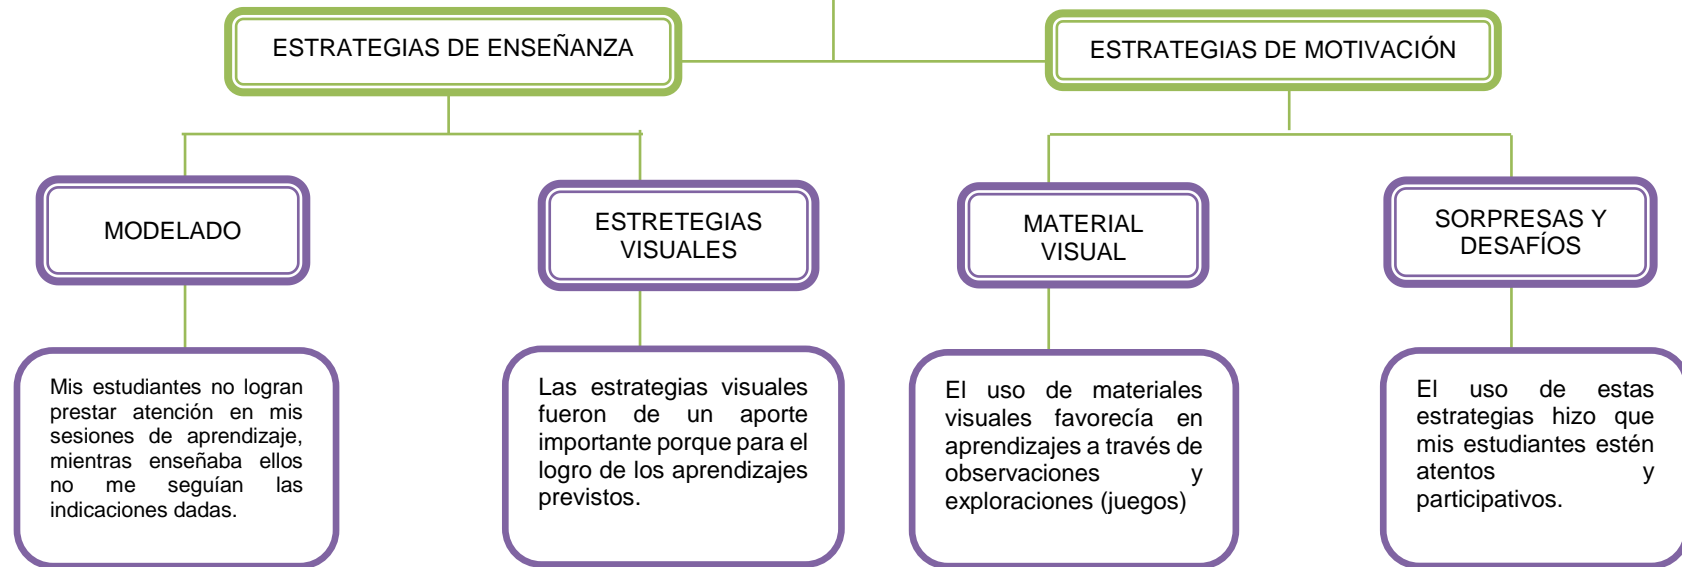 ESTRATEGIAS DE ENSEÑANZA
ESTRATEGIAS DE MOTIVACIÓN
MODELADO
ESTRETEGIAS
VISUALES
MATERIAL
VISUAL
SORPRESAS Y
DESAFÍOS
Mis estudiantes no logran
prestar atención en mis
sesiones de aprendizaje,
mientras enseñaba ellos
no me seguían las
indicaciones dadas.
Las estrategias visuales
fueron de un aporte
importante porque para el
logro de los aprendizajes
previstos.
El uso de materiales
visuales favorecía en
aprendizajes a través de
observaciones y
exploraciones (juegos)
El uso de estas
estrategias hizo que
mis estudiantes estén
atentos y
participativos.